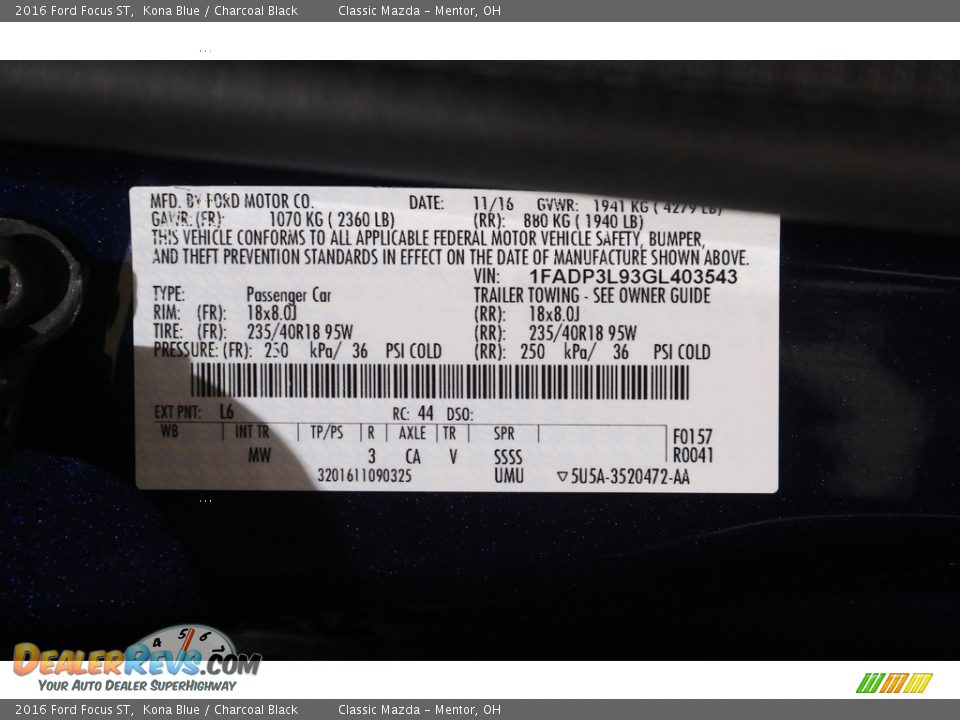 2016 Ford Focus ST, Kona Blue / Charcoal Black Classic Mazda - Mentor, OH
...
MFD. BY FORD MOTOR CO. DATE: 11/16 GVWR: 1941 KG ( 4279 LB)
GAWR: (FR): 1070 KG ( 2360 LB) (RR): 880 KG ( 1940 LB)
THIS VEHICLE CONFORMS TO ALL APPLICABLE FEDERAL MOTOR VEHICLE SAFETY, BUMPER,
AND THEFT PREVENTION STANDARDS IN EFFECT ON THE DATE OF MANUFACTURE SHOWN ABOVE.
VIN: 1FADP3L93GL403543
TYPE: Passenger Car TRAILER TOWING - SEE OWNER GUIDE
RIM: (FR): 18x8.0J (RR): 18x8.0J
TIRE: (FR): 235/40R18 95W (RR): 235/40R18 95W
PRESSURE: (FR): 250 kPa/ 36 PSI COLD (RR): 250 kPa/ 36 PSI COLD
EXT PNT: L6 RC: 44 DSO:
WB INT TR TP/PS R AXLE TR SPR F0157
MW 3 CA V SSSS R0041
3201611090325 UMU ▽5U5A-3520472-AA
...
4 5 6 7
DEALERREVS.COM
YOUR AUTO DEALER SUPERHIGHWAY
2016 Ford Focus ST, Kona Blue / Charcoal Black Classic Mazda - Mentor, OH